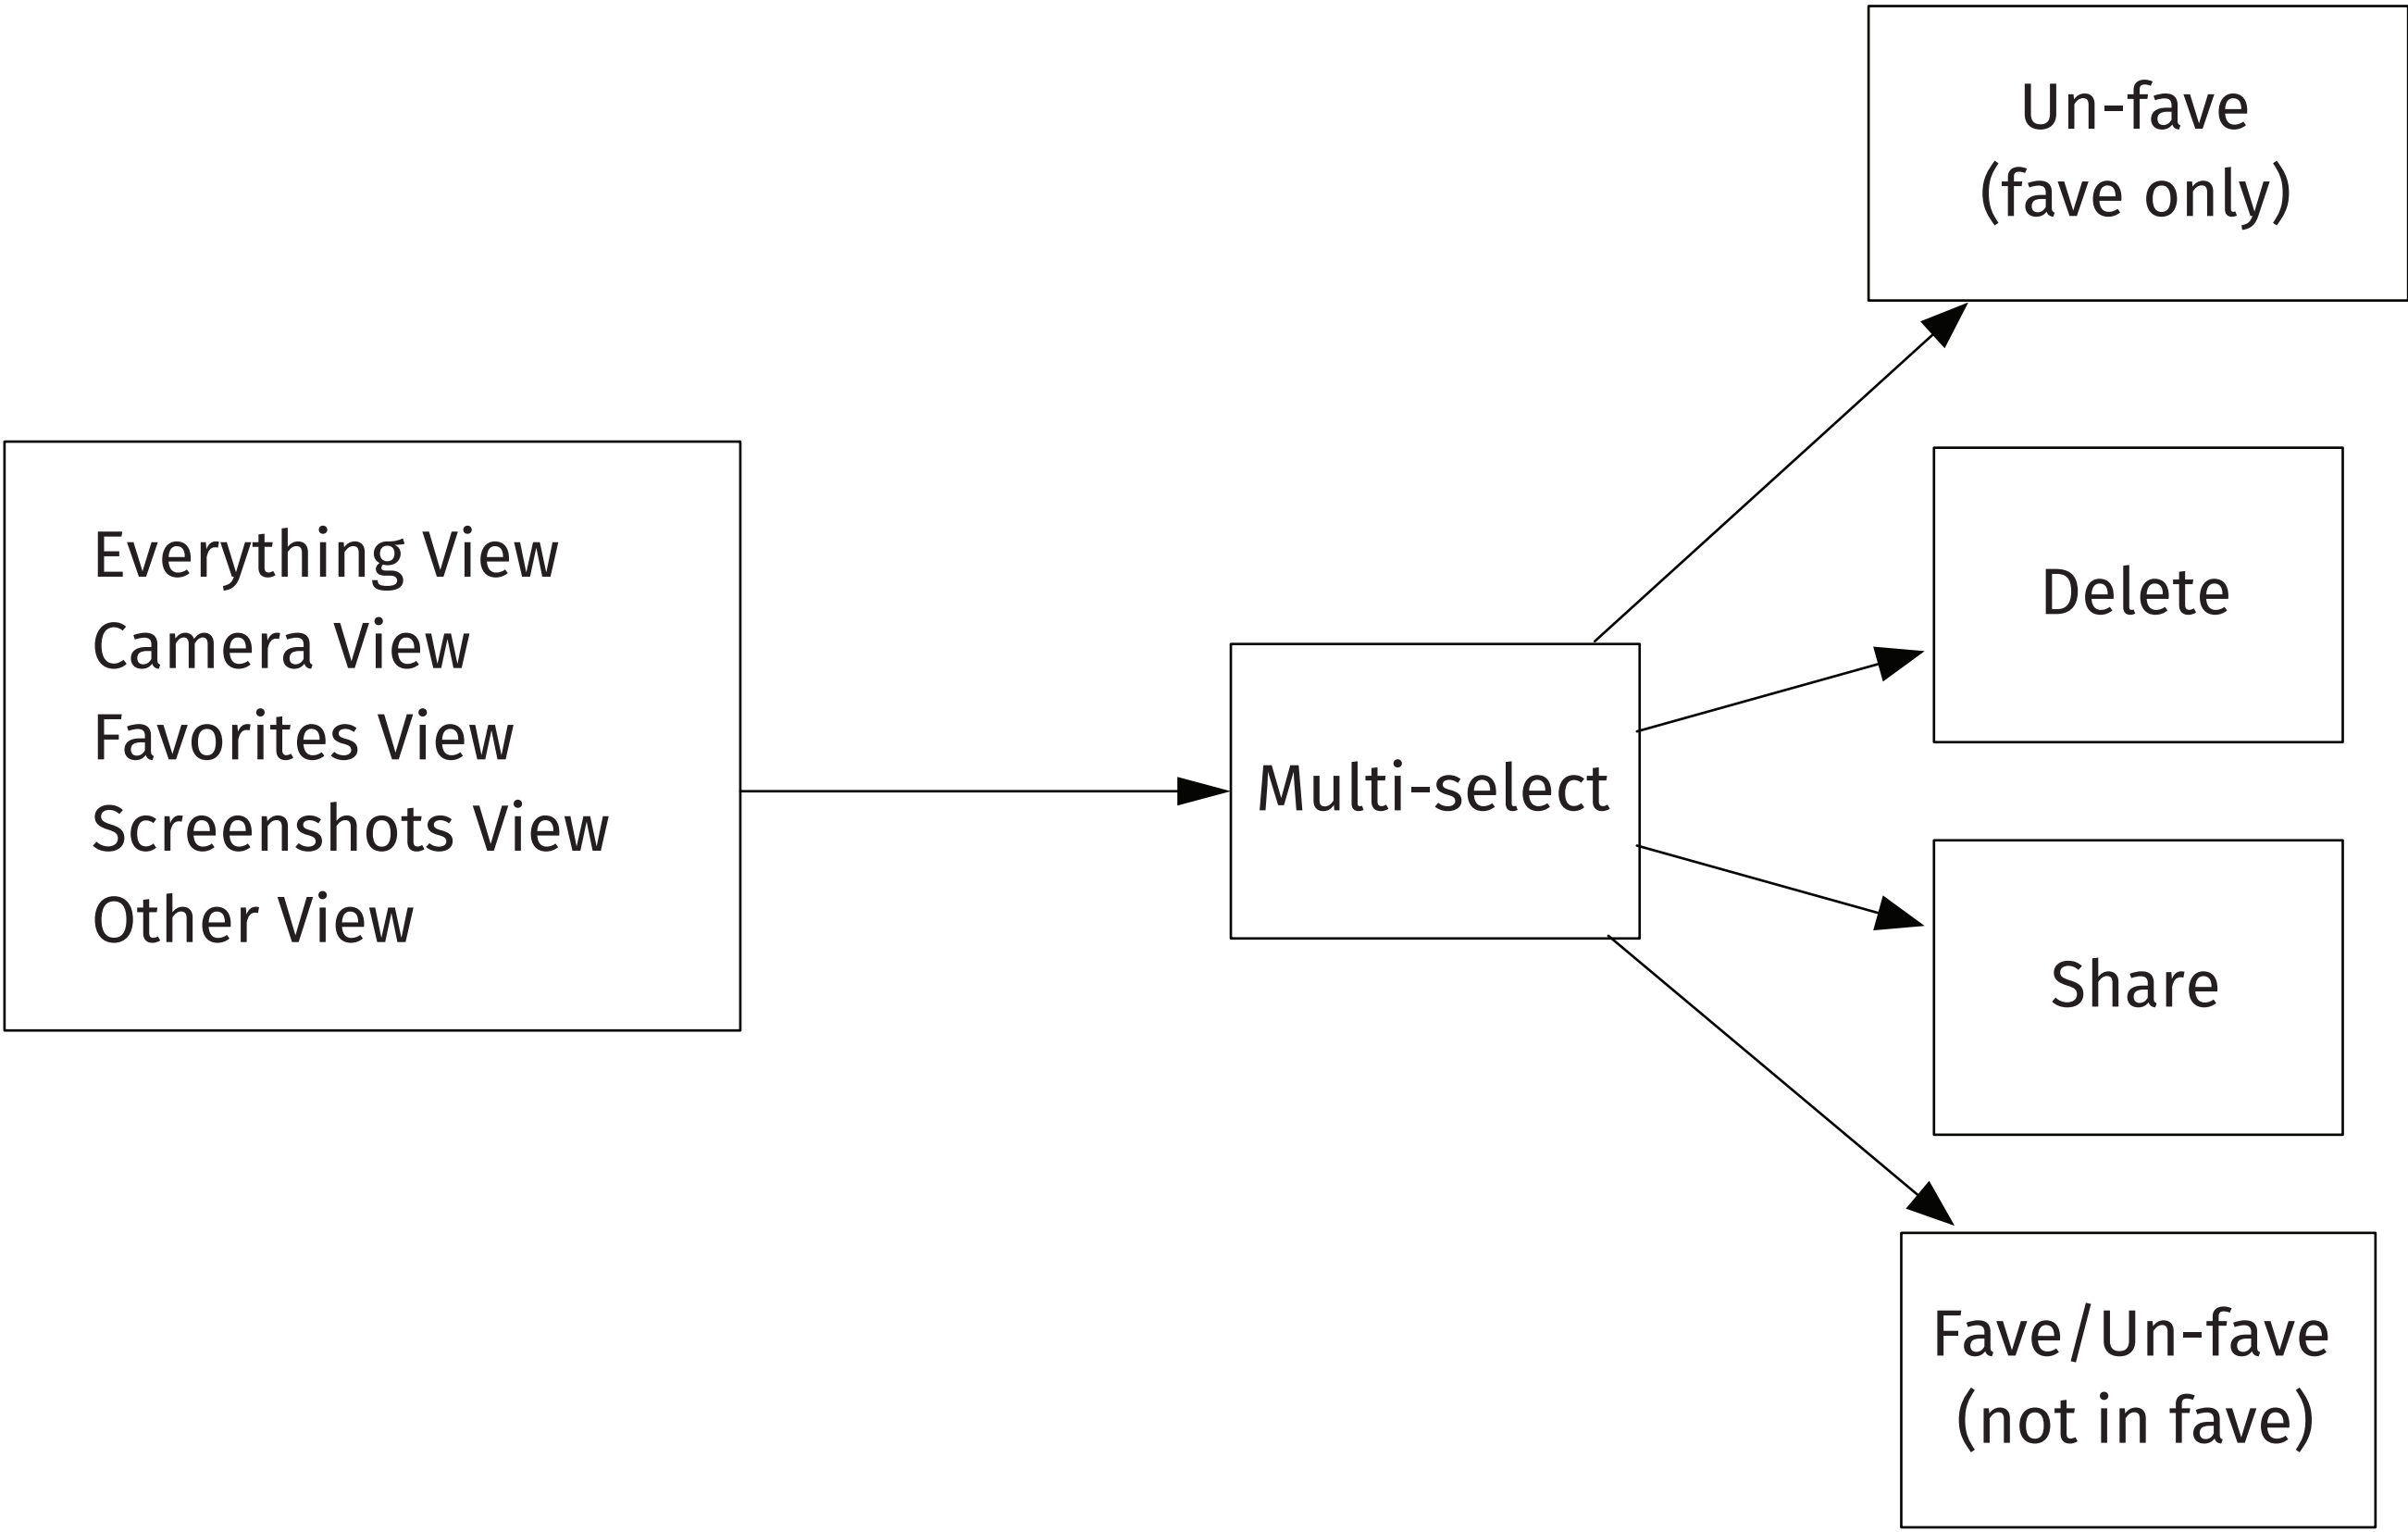 Everything View
Camera View
Favorites View
Screenshots View
Other View
Multi-select
Un-fave
(fave only)
Delete
Share
Fave/Un-fave
(not in fave)